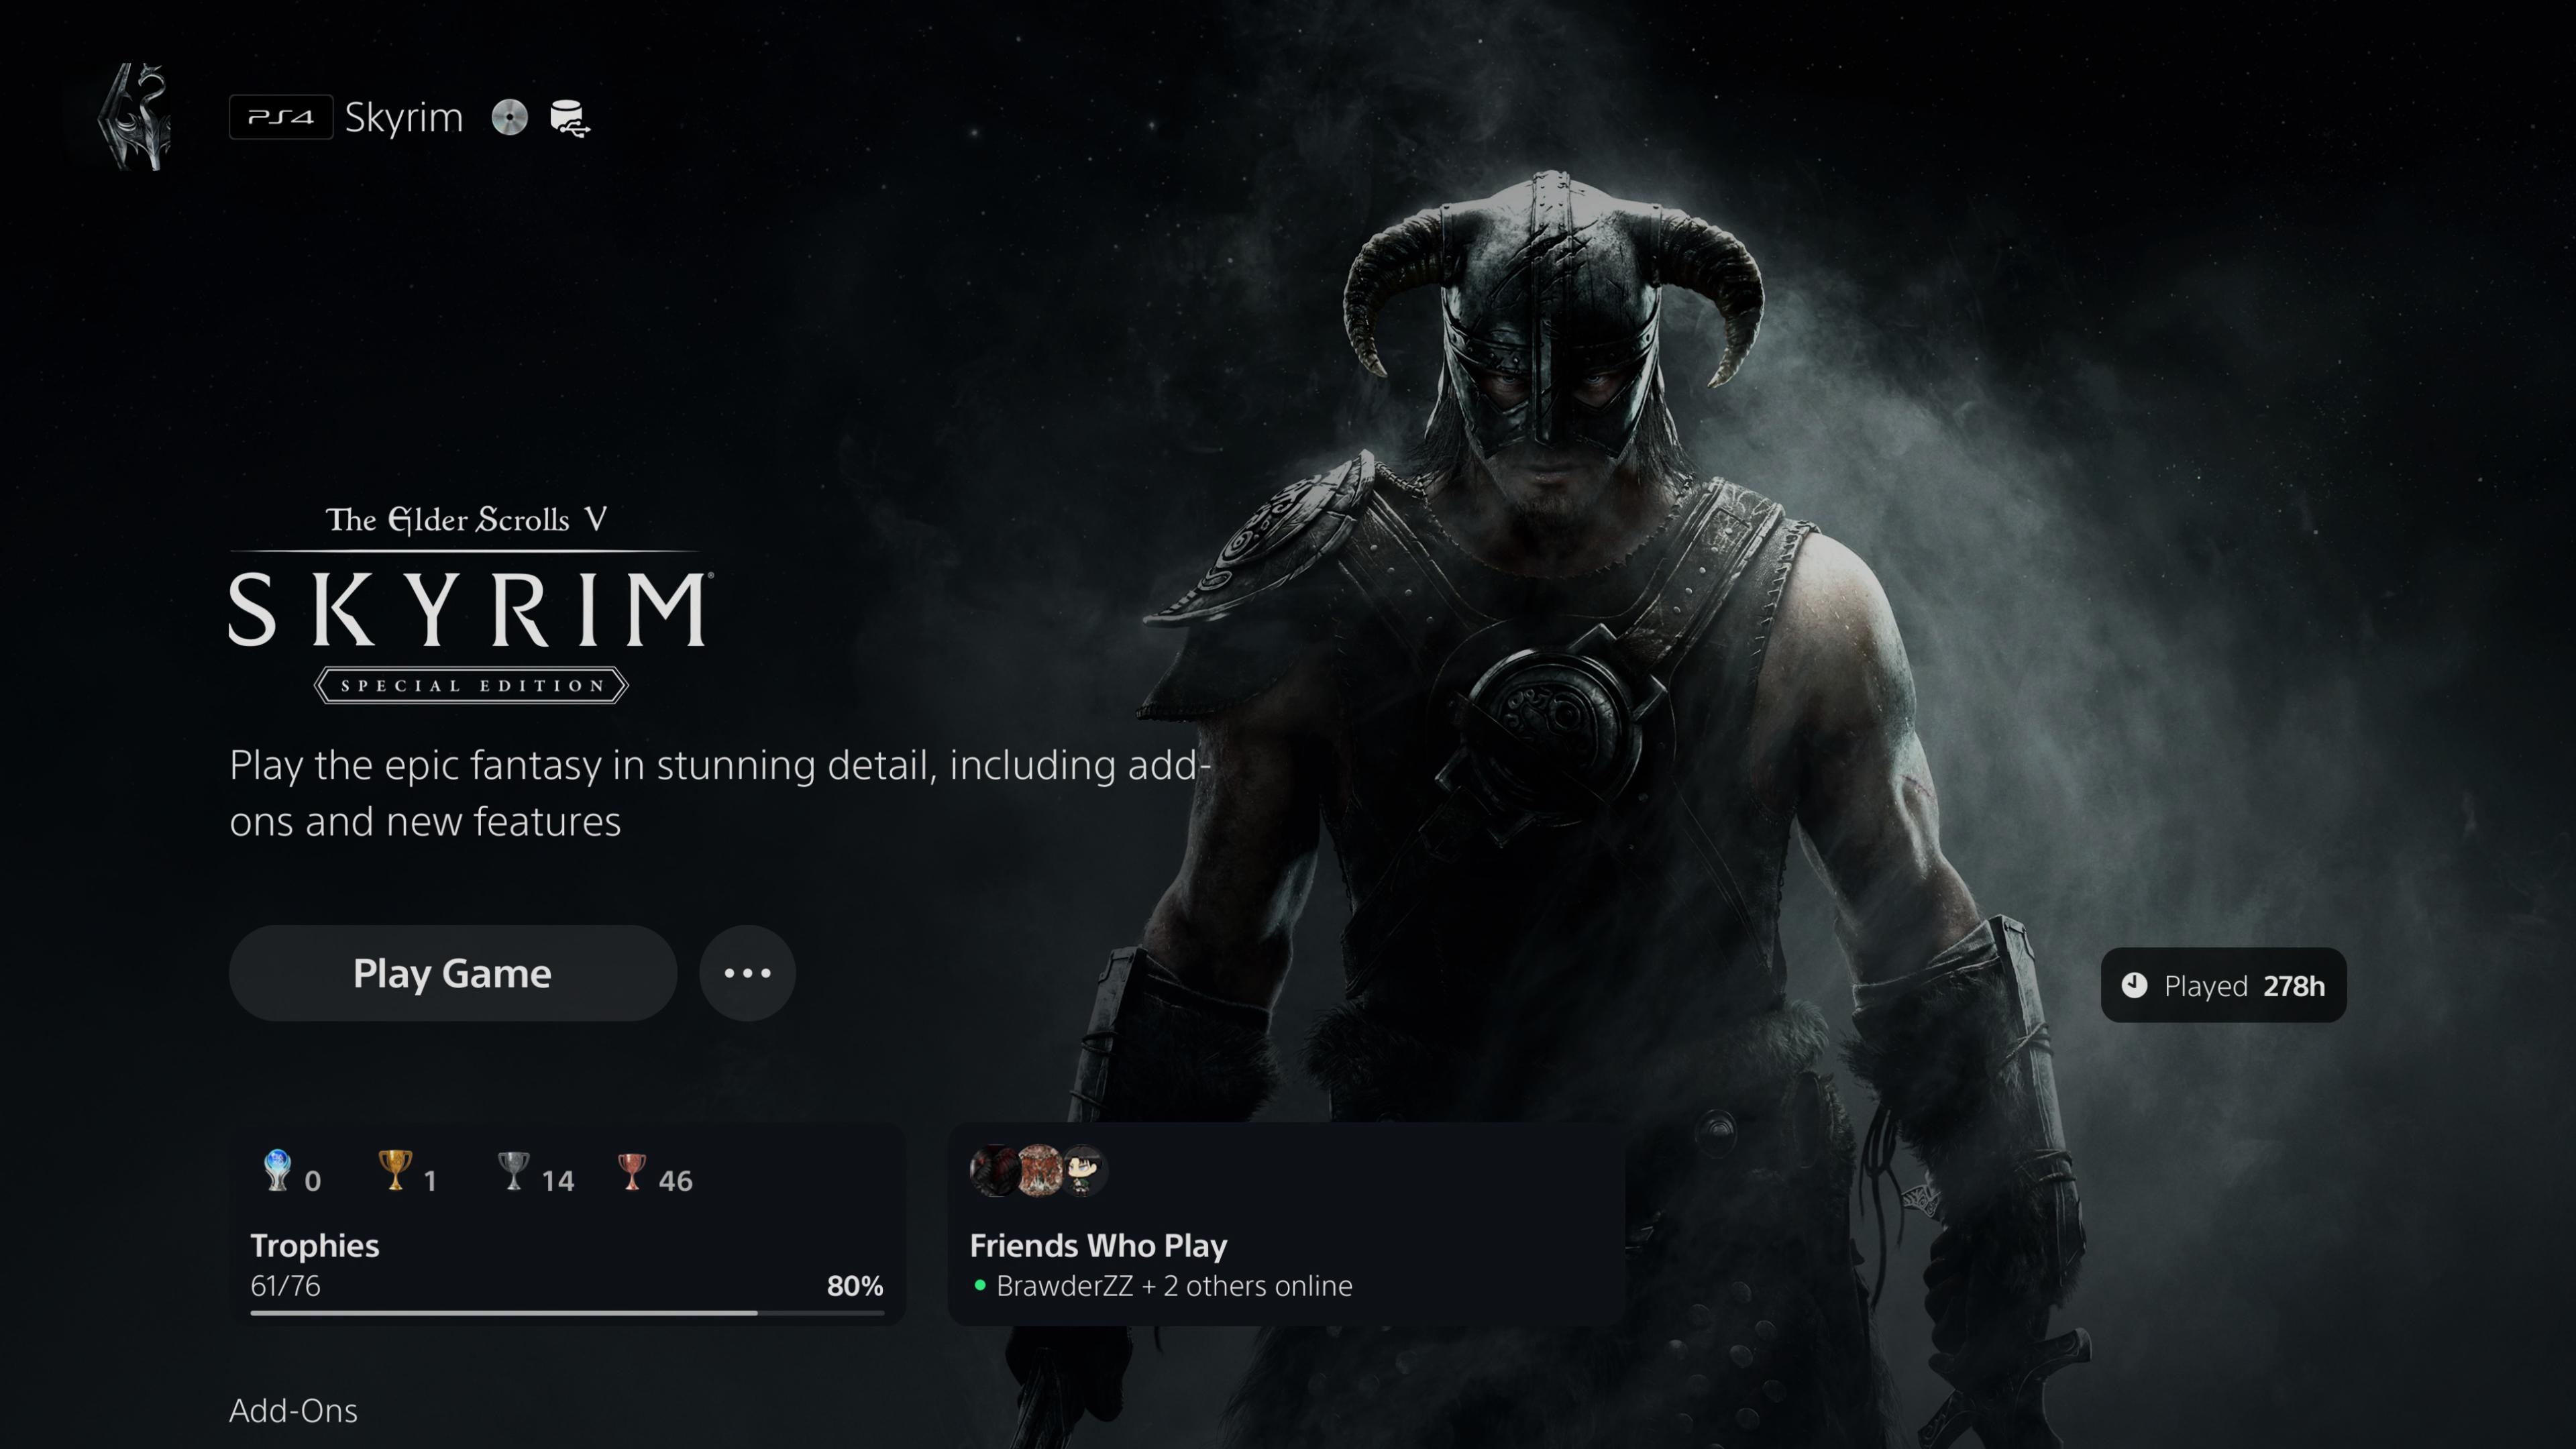 PS4 Skyrim
The Elder Scrolls V
SKYRIM®
SPECIAL EDITION
Play the epic fantasy in stunning detail, including add-
ons and new features
Play Game
Played 278h
0 1 14 46
Trophies
61/76 80%
Friends Who Play
BrawderZZ + 2 others online
Add-Ons